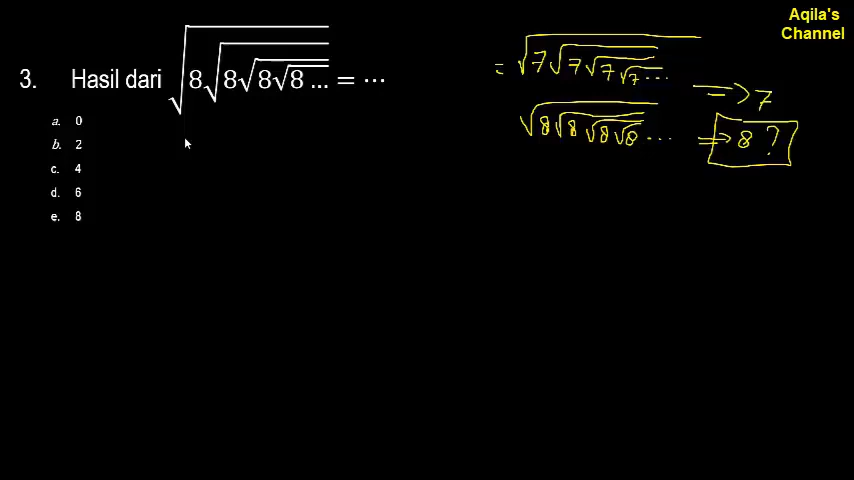 Aqila's
Channel
3. Hasil dari √8√8√8√8 ... = ⋯
a. 0
b. 2
c. 4
d. 6
e. 8
= √7√7√7√7 ... => 7
√8√8√8√8 ... => 8 ?